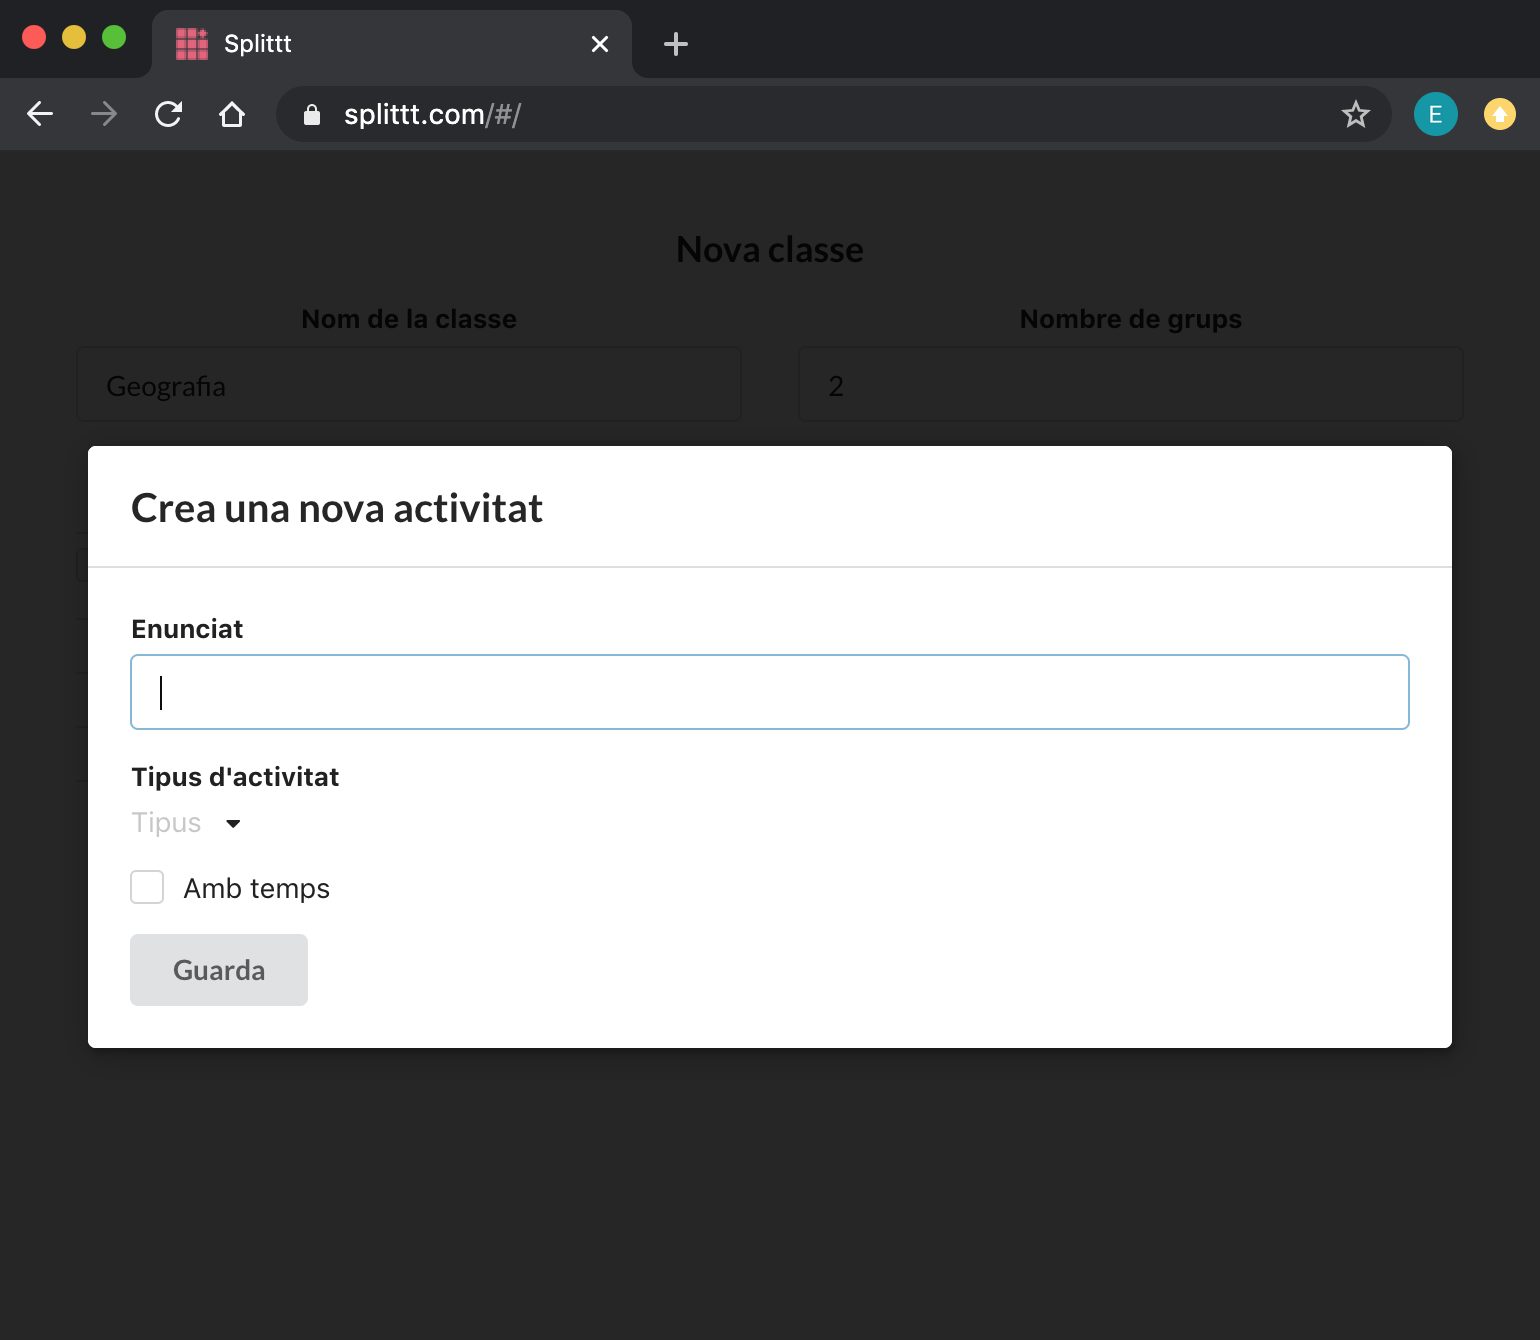 Splittt
splittt.com/#/
E
Nova classe
Nom de la classe
Nombre de grups
Geografia
2
Crea una nova activitat
Enunciat
Tipus d'activitat
Tipus
Amb temps
Guarda